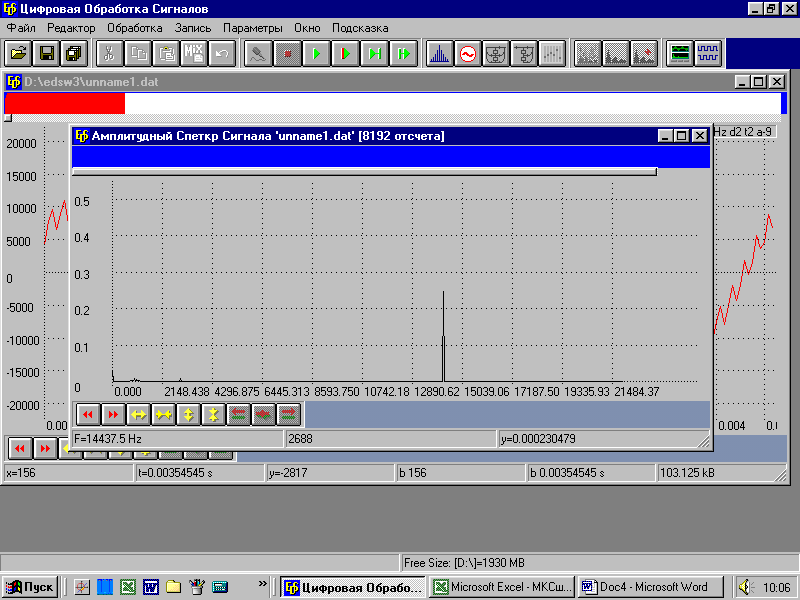 Цифровая Обработка Сигналов
Файл Редактор Обработка Запись Параметры Окно Подсказка
MiX
D:\edsw3\unname1.dat
Hz d2 t2 a-9
Амплитудный Спектр Сигнала 'unname1.dat' [8192 отсчета]
20000
15000
10000
5000
0
-5000
-10000
-15000
-20000
0.00
0.5
0.4
0.3
0.2
0.1
0
0.000 2148.438 4296.875 6445.313 8593.750 10742.18 12890.62 15039.06 17187.50 19335.93 21484.37
0.004 0.0
F=14437.5 Hz 2688 y=0.000230479
x=156 t=0.00354545 s y=-2817 b 156 b 0.00354545 s 103.125 kB
Free Size: [D:\]=1930 MB
Пуск » Цифровая Обрабо... Microsoft Excel - МКСш... Doc4 - Microsoft Word 10:06